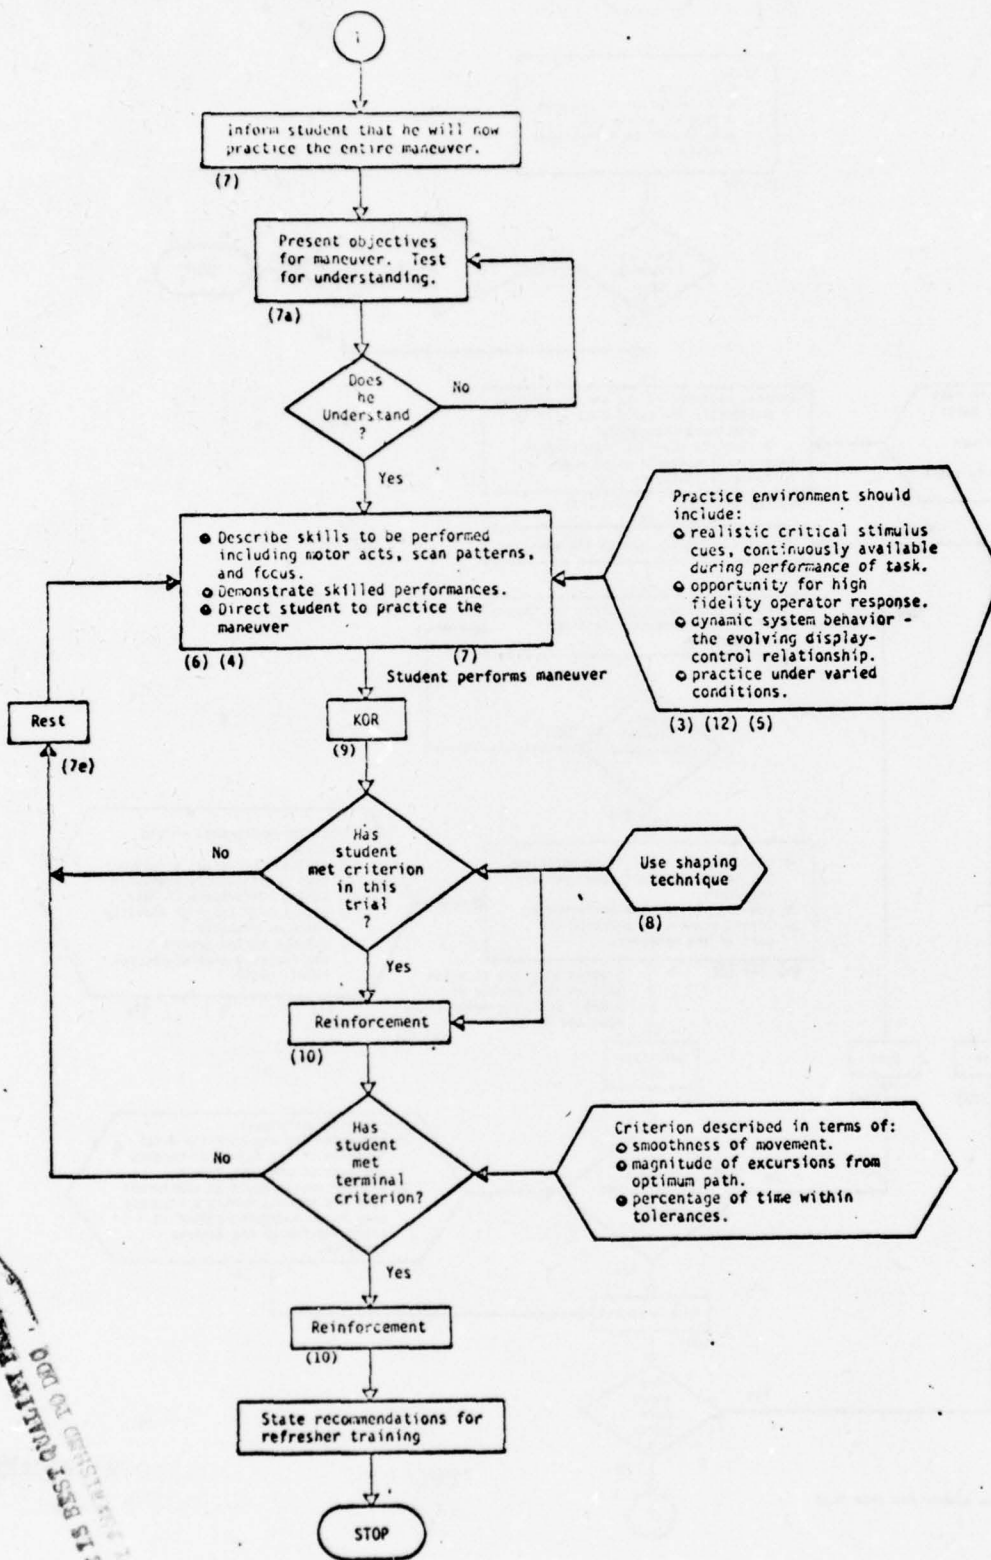 1
Inform student that he will now
practice the entire maneuver.
(7)
Present objectives
for maneuver. Test
for understanding.
(7a)
Does
he
Understand
?
No
Yes
● Describe skills to be performed
including motor acts, scan patterns,
and focus.
● Demonstrate skilled performances.
● Direct student to practice the
maneuver
(6) (4)
(7)
Practice environment should
include:
● realistic critical stimulus
cues, continuously available
during performance of task.
● opportunity for high
fidelity operator response.
● dynamic system behavior -
the evolving display-
control relationship.
● practice under varied
conditions.
(3) (12) (5)
Student performs maneuver
Rest
(7e)
KOR
(9)
Has
student
met criterion
in this
trial
?
No
Yes
Use shaping
technique
(8)
Reinforcement
(10)
Has
student
met
terminal
criterion?
No
Yes
Criterion described in terms of:
● smoothness of movement.
● magnitude of excursions from
optimum path.
● percentage of time within
tolerances.
Reinforcement
(10)
State recommendations for
refresher training
STOP
IS BEST QUALITY
TO DDQ